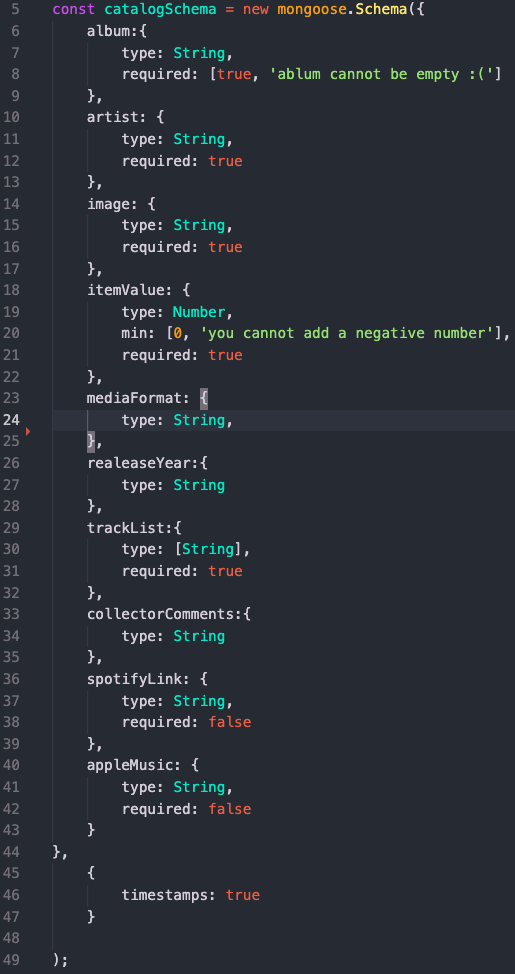 5 const catalogSchema = new mongoose.Schema({
6 album:{
7 type: String,
8 required: [true, 'ablum cannot be empty :(']
9 },
10 artist: {
11 type: String,
12 required: true
13 },
14 image: {
15 type: String,
16 required: true
17 },
18 itemValue: {
19 type: Number,
20 min: [0, 'you cannot add a negative number'],
21 required: true
22 },
23 mediaFormat: {
24 type: String,
25 },
26 realeaseYear:{
27 type: String
28 },
29 trackList:{
30 type: [String],
31 required: true
32 },
33 collectorComments:{
34 type: String
35 },
36 spotifyLink: {
37 type: String,
38 required: false
39 },
40 appleMusic: {
41 type: String,
42 required: false
43 }
44 },
45 {
46 timestamps: true
47 }
48
49 );